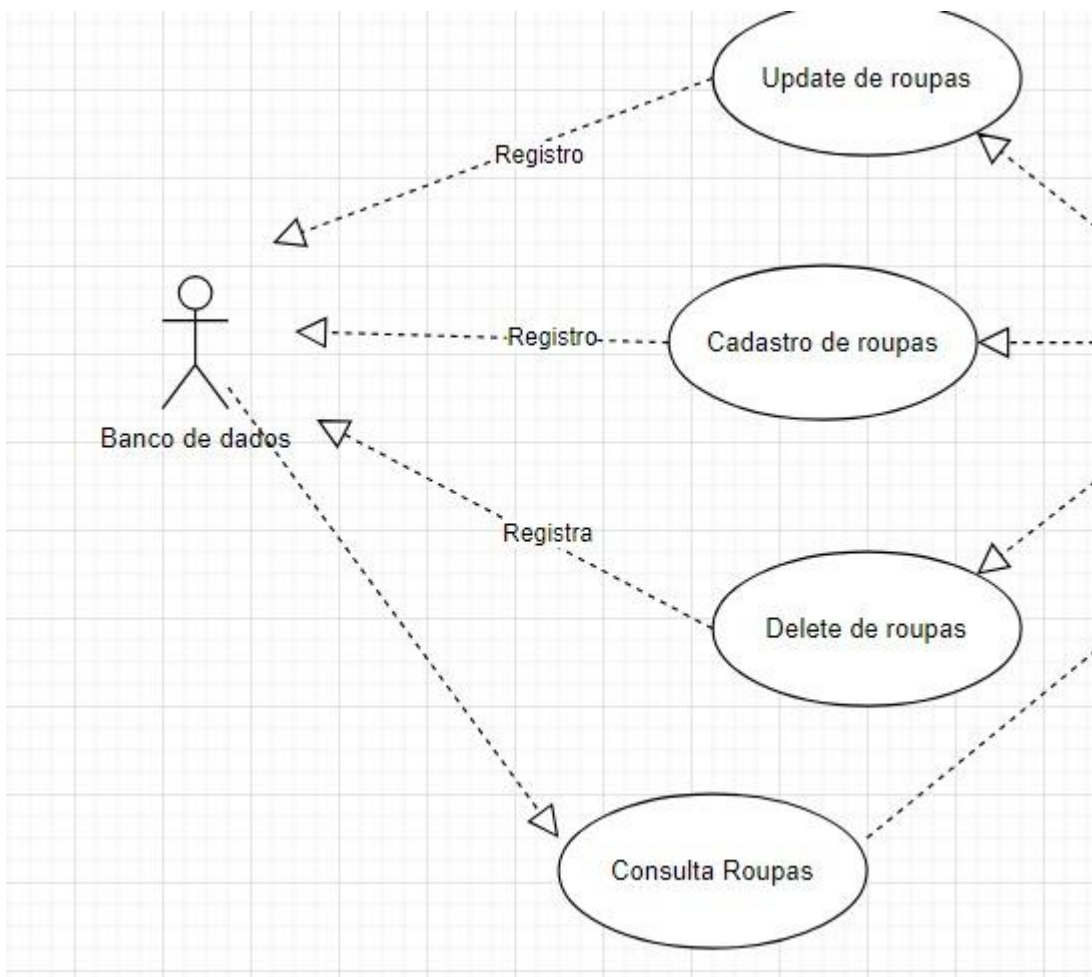 Update de roupas
Registro
Registro
Cadastro de roupas
Banco de dados
Registra
Delete de roupas
Consulta Roupas